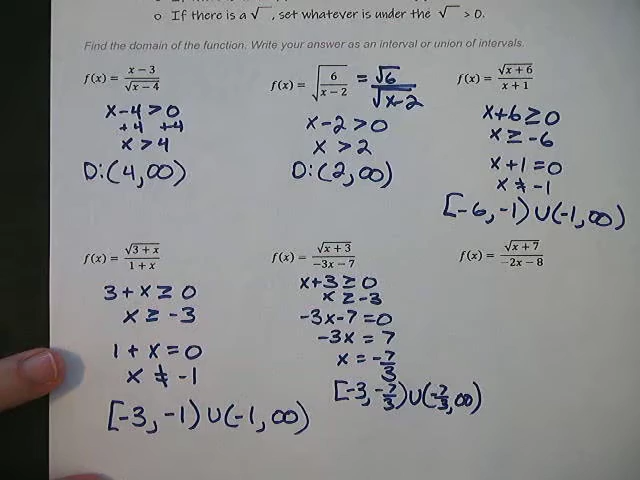 o If there is a √, set whatever is under the √ > 0.
Find the domain of the function. Write your answer as an interval or union of intervals.
f(x) = (x − 3)/√(x − 4)
x-4>0
+4 +4
x>4
D:(4,∞)
f(x) = √(6/(x − 2)) = √6/√(x-2)
x-2>0
x>2
D:(2,∞)
f(x) = √(x + 6)/(x + 1)
x+6≥0
x≥-6
x+1=0
x≠-1
[-6,-1)∪(-1,∞)
f(x) = √(3 + x)/(1 + x)
3+x≥0
x≥-3
1+x=0
x≠-1
[-3,-1)∪(-1,∞)
f(x) = √(x + 3)/(−3x − 7)
x+3≥0
x≥-3
-3x-7=0
-3x=7
x=-7/3
[-3,-7/3)∪(-7/3,∞)
f(x) = √(x + 7)/(−2x − 8)